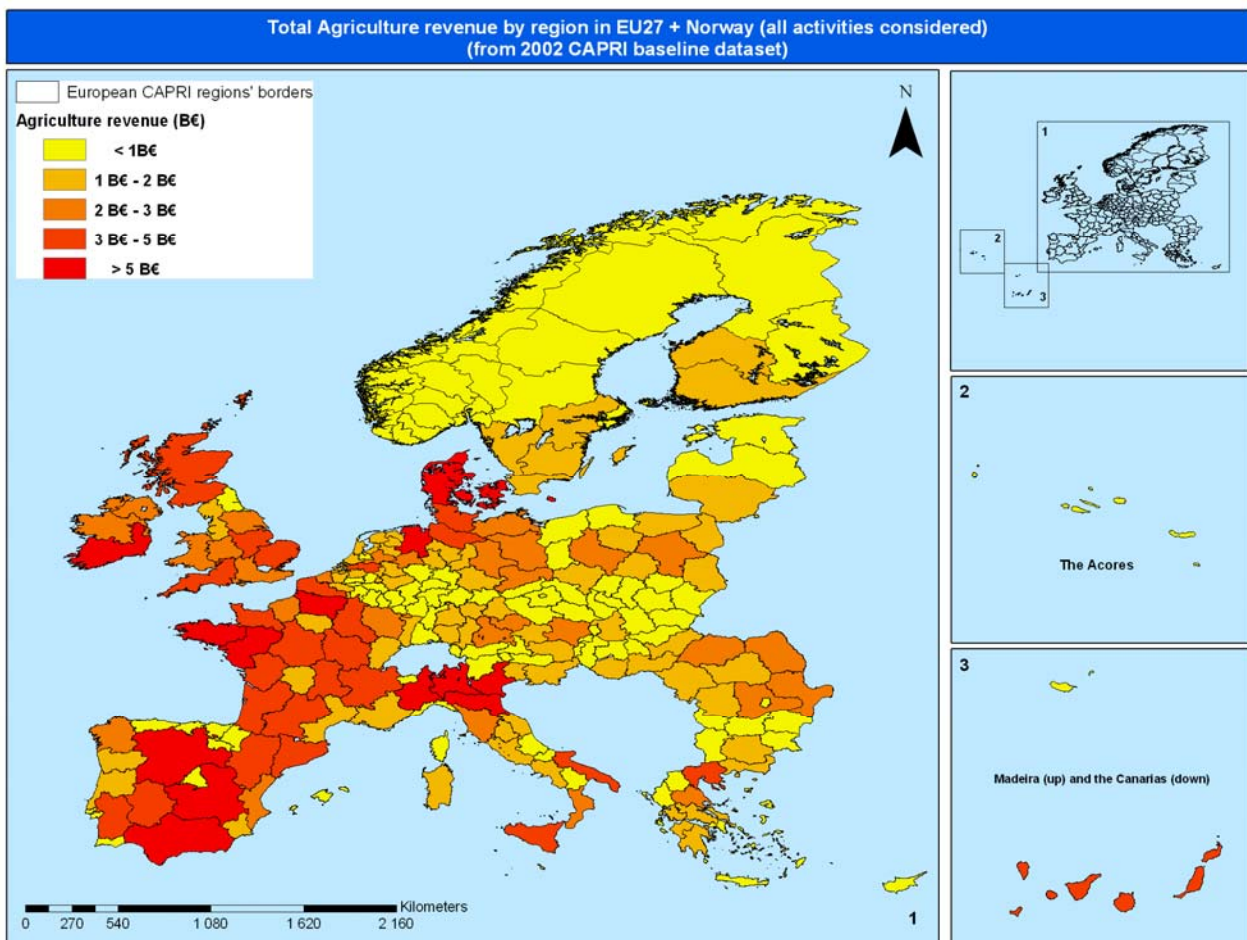 Total Agriculture revenue by region in EU27 + Norway (all activities considered)
(from 2002 CAPRI baseline dataset)
European CAPRI regions' borders
Agriculture revenue (B€)
< 1B€
1 B€ - 2 B€
2 B€ - 3 B€
3 B€ - 5 B€
> 5 B€
N
Kilometers
0 270 540 1 080 1 620 2 160
1
1
2
3
2
The Acores
3
Madeira (up) and the Canarias (down)